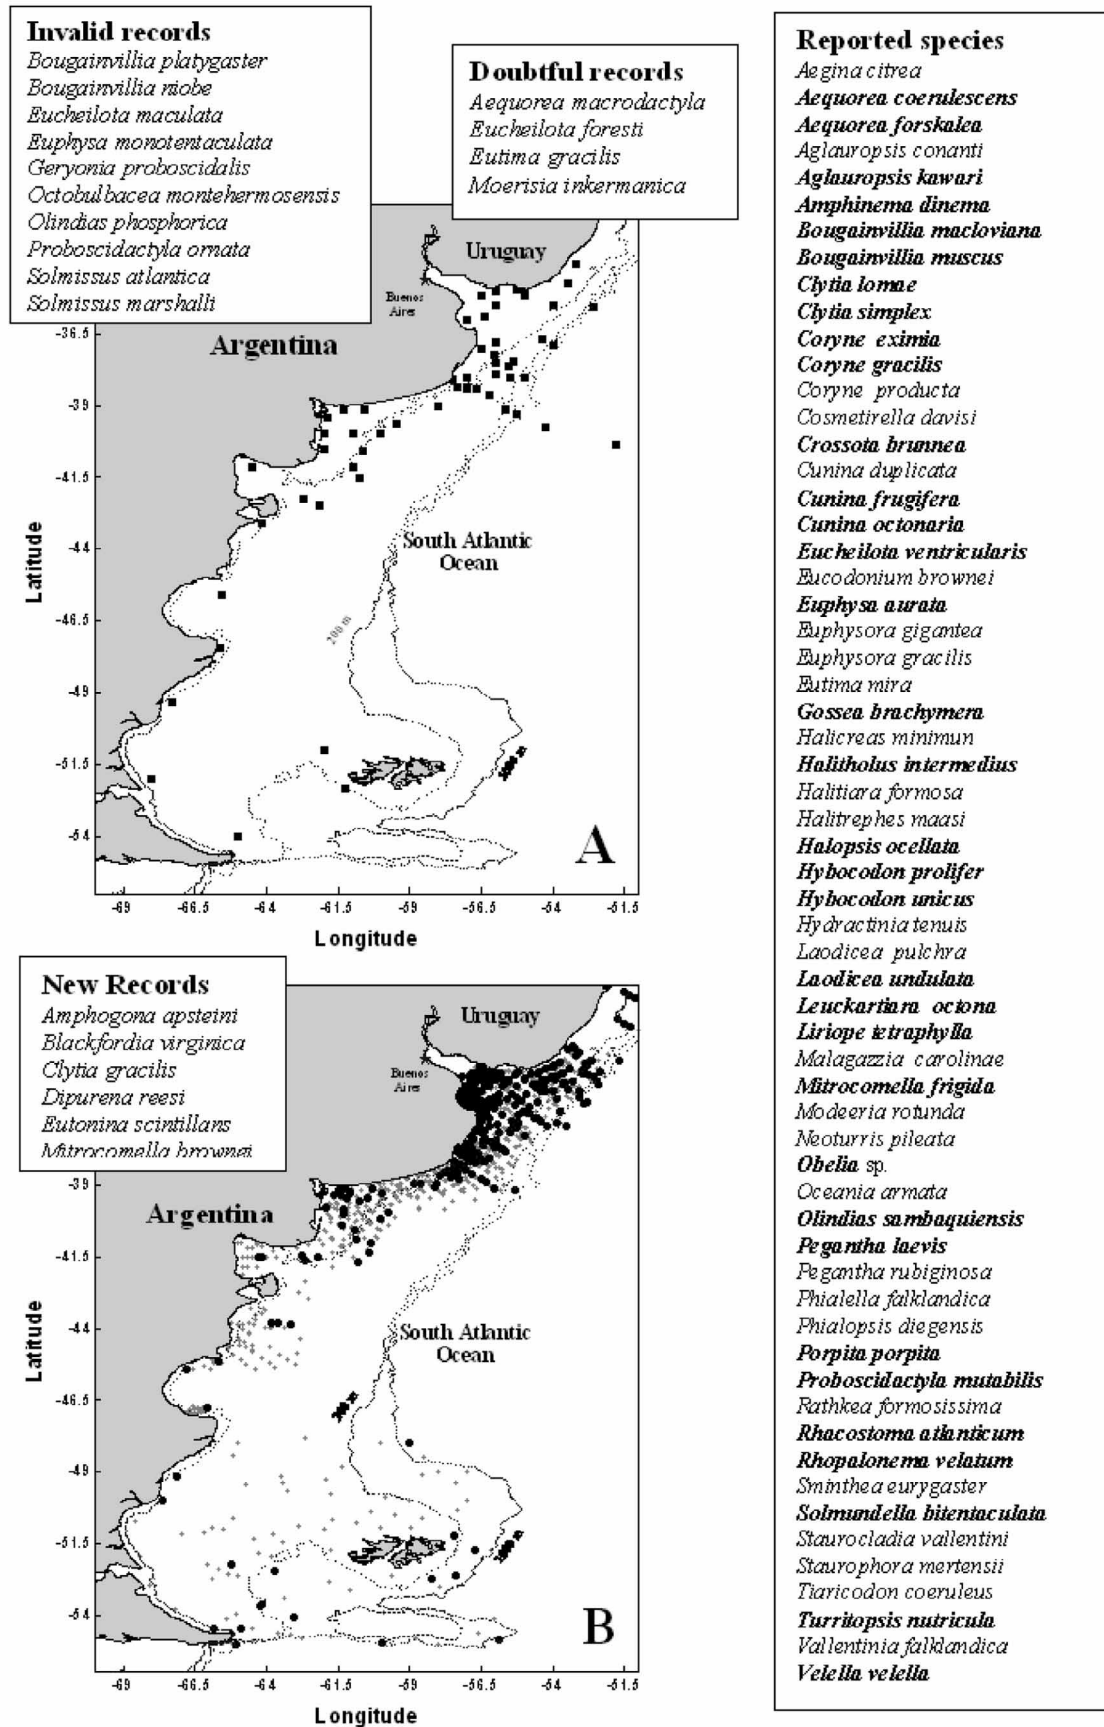 Invalid records
Bougainvillia platygaster
Bougainvillia niobe
Eucheilota maculata
Euphysa monotentaculata
Geryonia proboscidalis
Octobulbacea montehermosensis
Olindias phosphorica
Proboscidactyla ornata
Solmissus atlantica
Solmissus marshalli
Doubtful records
Aequorea macrodactyla
Eucheilota foresti
Eutima gracilis
Moerisia inkermanica
Uruguay
Buenos
Aires
Argentina
South Atlantic
Ocean
200 m
A
Latitude
-36.5
-39
-41.5
-44
-46.5
-49
-51.5
-54
-69
-66.5
-64
-61.5
-59
-56.5
-54
-51.5
Longitude
New Records
Amphogona apsteini
Blackfordia virginica
Clytia gracilis
Dipurena reesi
Eutonina scintillans
Mitrocomella brownei
Uruguay
Buenos
Aires
Argentina
South Atlantic
Ocean
B
Latitude
-39
-41.5
-44
-46.5
-49
-51.5
-54
-69
-66.5
-64
-61.5
-59
-56.5
-54
-51.5
Longitude
Reported species
Aegina citrea
Aequorea coerulescens
Aequorea forskalea
Aglauropsis conanti
Aglauropsis kawari
Amphinema dinema
Bougainvillia macloviana
Bougainvillia muscus
Clytia lomae
Clytia simplex
Coryne eximia
Coryne gracilis
Coryne producta
Cosmetirella davisi
Crossota brunnea
Cunina duplicata
Cunina frugifera
Cunina octonaria
Eucheilota ventricularis
Eucodonium brownei
Euphysa aurata
Euphysora gigantea
Euphysora gracilis
Eutima mira
Gossea brachymera
Halicreas minimun
Halitholus intermedius
Halitiara formosa
Halitrephes maasi
Halopsis ocellata
Hybocodon prolifer
Hybocodon unicus
Hydractinia tenuis
Laodicea pulchra
Laodicea undulata
Leuckartiara octona
Liriope tetraphylla
Malagazzia carolinae
Mitrocomella frigida
Modeeria rotunda
Neoturris pileata
Obelia sp.
Oceania armata
Olindias sambaquiensis
Pegantha laevis
Pegantha rubiginosa
Phialella falklandica
Phialopsis diegensis
Porpita porpita
Proboscidactyla mutabilis
Rathkea formosissima
Rhacostoma atlanticum
Rhopalonema velatum
Sminthea eurygaster
Solmundella bitentaculata
Staurocladia vallentini
Staurophora mertensii
Tiaricodon coeruleus
Turritopsis nutricula
Vallentinia falklandica
Velella velella